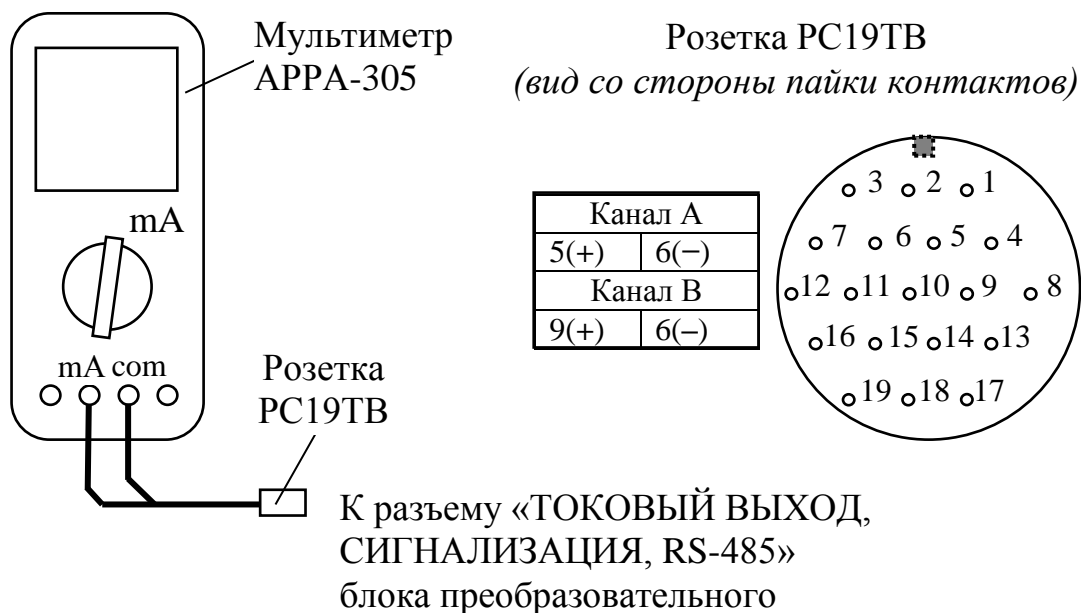 Мультиметр
APPA-305
Розетка РС19ТВ
(вид со стороны пайки контактов)
mA
mA com
Канал А
5(+) 6(−)
Канал В
9(+) 6(−)
3 2 1
7 6 5 4
12 11 10 9 8
16 15 14 13
19 18 17
Розетка
РС19ТВ
К разъему «ТОКОВЫЙ ВЫХОД,
СИГНАЛИЗАЦИЯ, RS-485»
блока преобразовательного